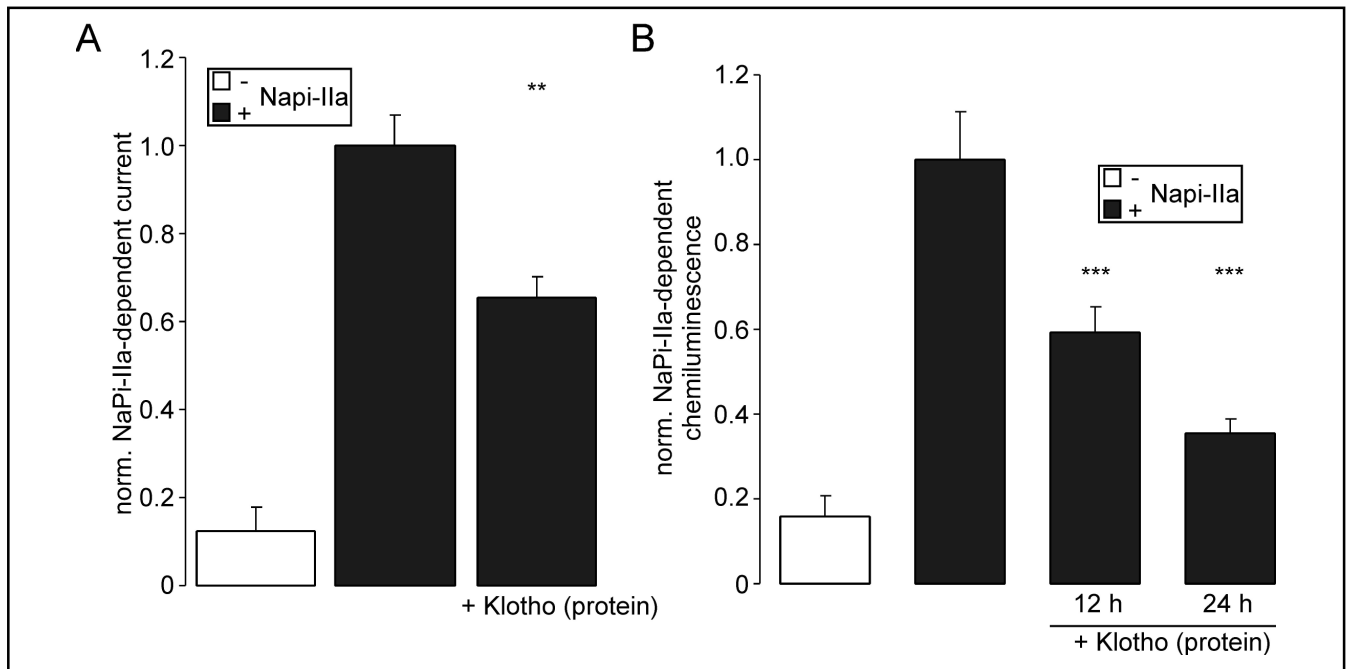 A
norm. NaPi-IIa-dependent current
1.2
1.0
0.8
0.6
0.4
0.2
0
-
+
Napi-IIa
**
+ Klotho (protein)
B
norm. NaPi-IIa-dependent
chemiluminescence
1.2
1.0
0.8
0.6
0.4
0.2
0
-
+
Napi-IIa
*** ***
12 h 24 h
+ Klotho (protein)